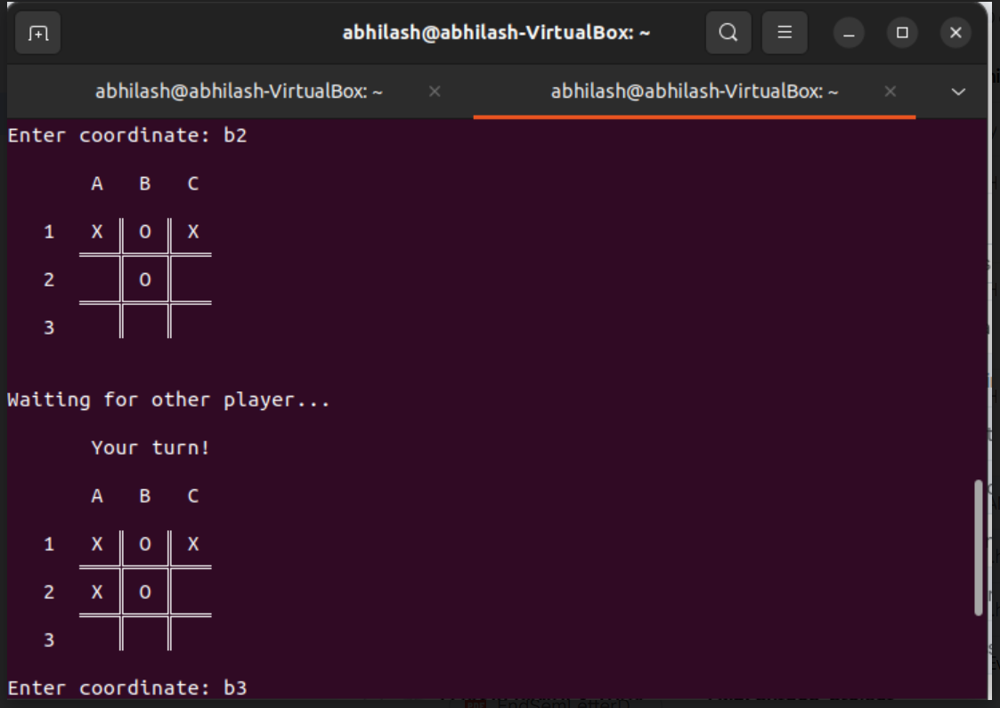 abhilash@abhilash-VirtualBox: ~
abhilash@abhilash-VirtualBox: ~ abhilash@abhilash-VirtualBox: ~
Enter coordinate: b2
A B C
1 X O X
2 O
3
Waiting for other player...
Your turn!
A B C
1 X O X
2 X O
3
Enter coordinate: b3